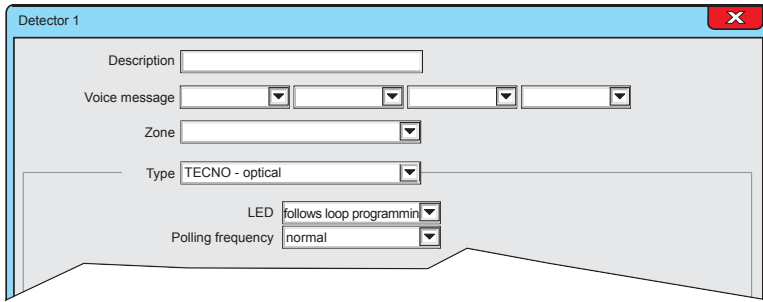 Detector 1
Description
Voice message
Zone
Type TECNO - optical
LED follows loop programmin
Polling frequency normal